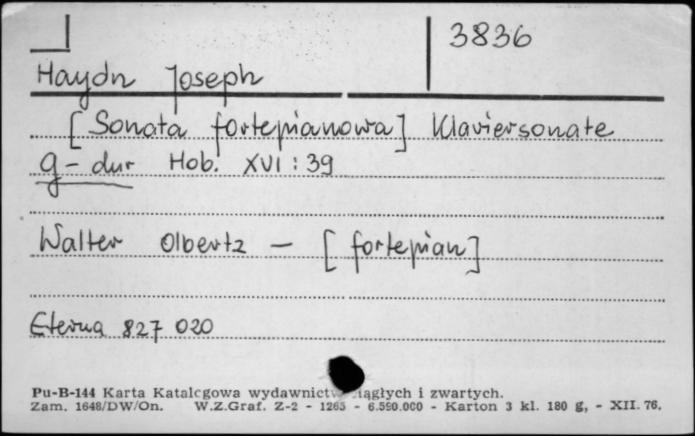 3836
Haydn Joseph
[Sonata fortepianowa] Klaviersonate
g-dur Hob. XVI:39
Walter Olbertz - [fortepian]
Eterna 827 020
Pu-B-144 Karta Katalogowa wydawnictw ciągłych i zwartych.
Zam. 1648/DW/On. W.Z.Graf. Z-2 - 1265 - 6.590.000 - Karton 3 kl. 180 g, - XII. 76.